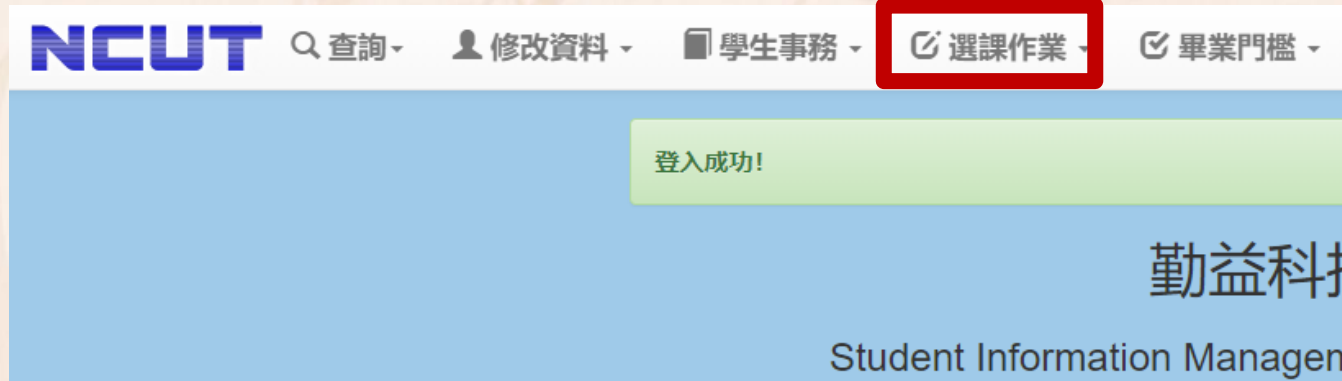 NCUT 查詢 修改資料 學生事務 選課作業 畢業門檻
登入成功!
勤益科
Student Information Manage